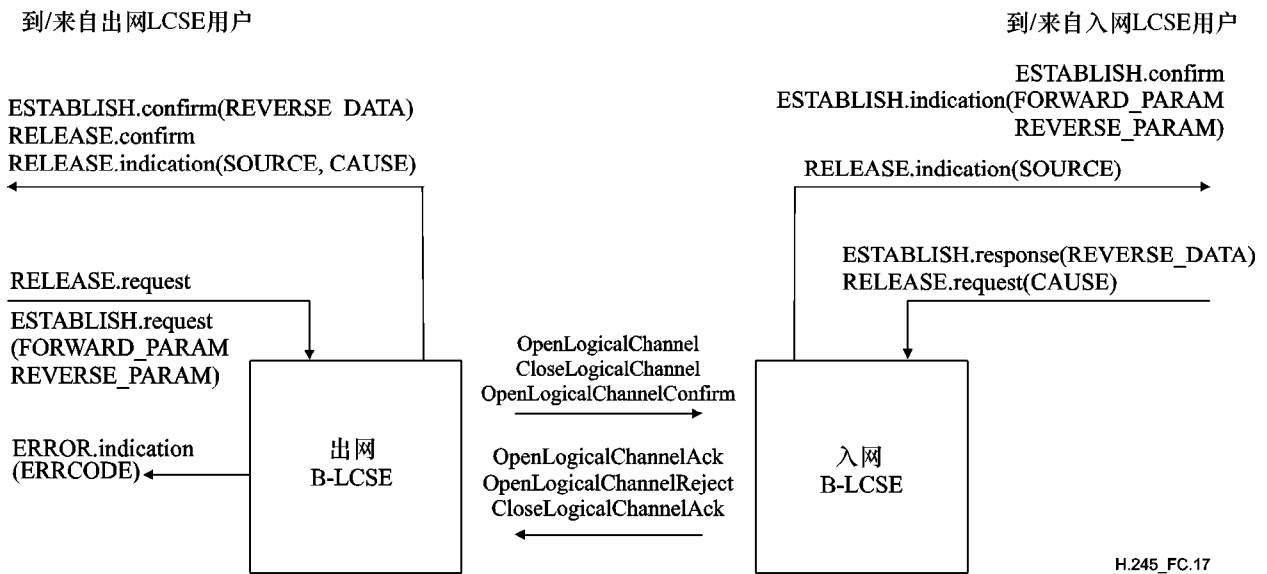 到/来自出网LCSE用户
到/来自入网LCSE用户
ESTABLISH.confirm(REVERSE DATA)
RELEASE.confirm
RELEASE.indication(SOURCE, CAUSE)
ESTABLISH.confirm
ESTABLISH.indication(FORWARD_PARAM
REVERSE_PARAM)
RELEASE.indication(SOURCE)
ESTABLISH.response(REVERSE_DATA)
RELEASE.request(CAUSE)
RELEASE.request
ESTABLISH.request
(FORWARD_PARAM
REVERSE_PARAM)
ERROR.indication
(ERRCODE)
出网
B-LCSE
OpenLogicalChannel
CloseLogicalChannel
OpenLogicalChannelConfirm
OpenLogicalChannelAck
OpenLogicalChannelReject
CloseLogicalChannelAck
入网
B-LCSE
H.245_FC.17